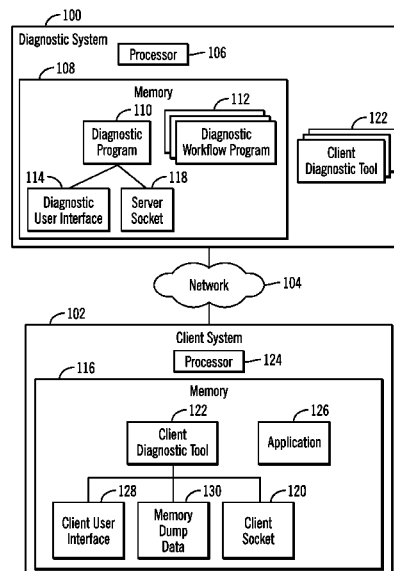 100
Diagnostic System
Processor
106
108
Memory
110
112
Diagnostic
Program
Diagnostic
Workflow Program
122
Client
Diagnostic Tool
114
118
Diagnostic
User Interface
Server
Socket
Network
104
102
Client System
Processor
124
116
Memory
122
126
Client
Diagnostic Tool
Application
128
130
120
Client User
Interface
Memory
Dump
Data
Client
Socket